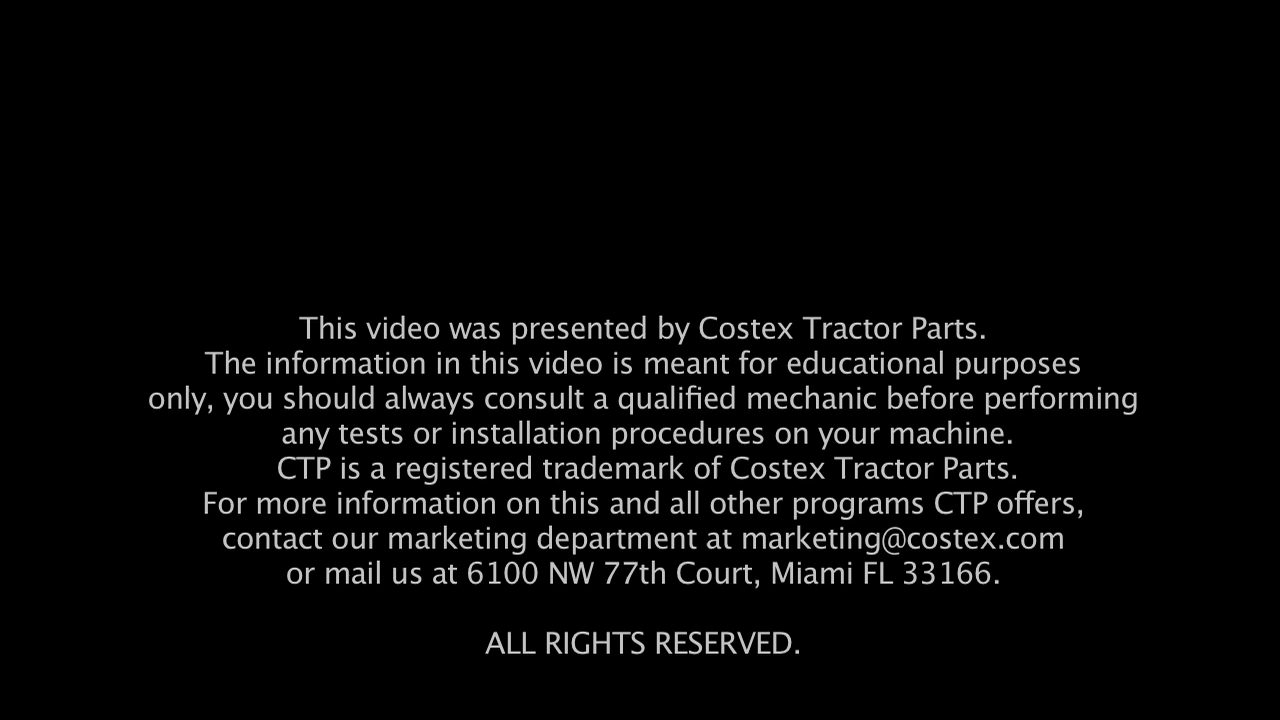 This video was presented by Costex Tractor Parts.
The information in this video is meant for educational purposes
only, you should always consult a qualified mechanic before performing
any tests or installation procedures on your machine.
CTP is a registered trademark of Costex Tractor Parts.
For more information on this and all other programs CTP offers,
contact our marketing department at marketing@costex.com
or mail us at 6100 NW 77th Court, Miami FL 33166.
ALL RIGHTS RESERVED.